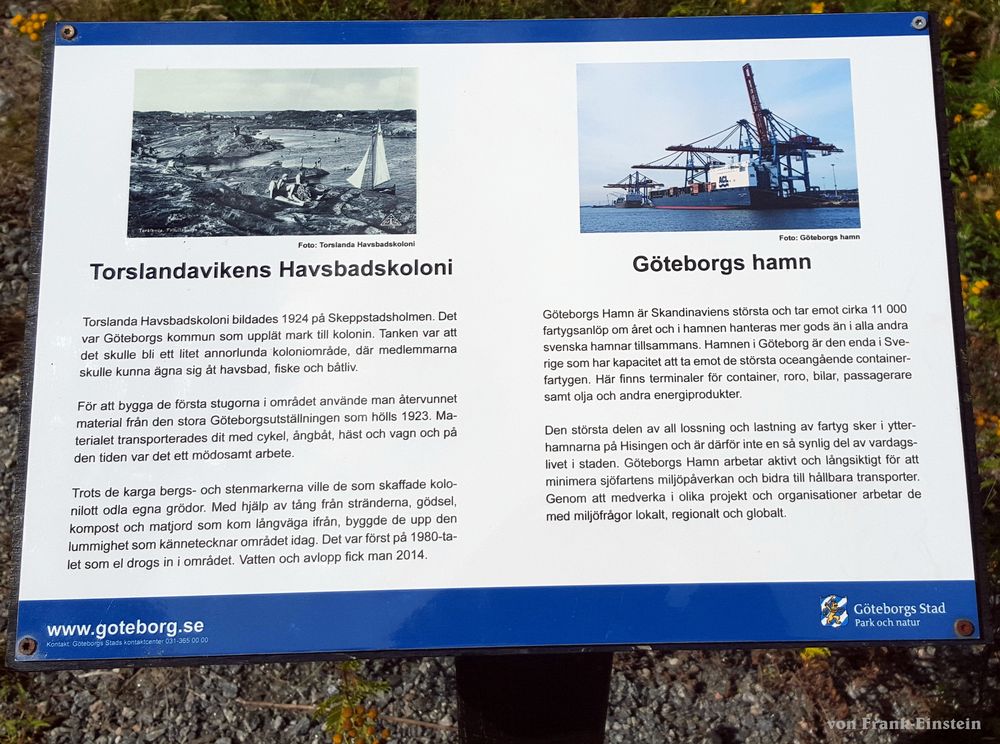 Torslanda, 
Foto: Torslanda Havsbadskoloni
Torslandavikens Havsbadskoloni
Torslanda Havsbadskoloni bildades 1924 på Skeppstadsholmen. Det
var Göteborgs kommun som upplät mark till kolonin. Tanken var att
det skulle bli ett litet annorlunda koloniområde, där medlemmarna
skulle kunna ägna sig åt havsbad, fiske och båtliv.
För att bygga de första stugorna i området använde man återvunnet
material från den stora Göteborgsutställningen som hölls 1923. Ma-
terialet transporterades dit med cykel, ångbåt, häst och vagn och på
den tiden var det ett mödosamt arbete.
Trots de karga bergs- och stenmarkerna ville de som skaffade kolo-
nilott odla egna grödor. Med hjälp av tång från stränderna, gödsel,
kompost och matjord som kom långväga ifrån, byggde de upp den
lummighet som kännetecknar området idag. Det var först på 1980-ta-
let som el drogs in i området. Vatten och avlopp fick man 2014.
ACL
Foto: Göteborgs hamn
Göteborgs hamn
Göteborgs Hamn är Skandinaviens största och tar emot cirka 11 000
fartygsanlöp om året och i hamnen hanteras mer gods än i alla andra
svenska hamnar tillsammans. Hamnen i Göteborg är den enda i Sve-
rige som har kapacitet att ta emot de största oceangående container-
fartygen. Här finns terminaler för container, roro, bilar, passagerare
samt olja och andra energiprodukter.
Den största delen av all lossning och lastning av fartyg sker i ytter-
hamnarna på Hisingen och är därför inte en så synlig del av vardags-
livet i staden. Göteborgs Hamn arbetar aktivt och långsiktigt för att
minimera sjöfartens miljöpåverkan och bidra till hållbara transporter.
Genom att medverka i olika projekt och organisationer arbetar de
med miljöfrågor lokalt, regionalt och globalt.
www.goteborg.se
Kontakt: Göteborgs Stads kontaktcenter 031-365 00 00
Göteborgs Stad
Park och natur
von Frank-Einstein